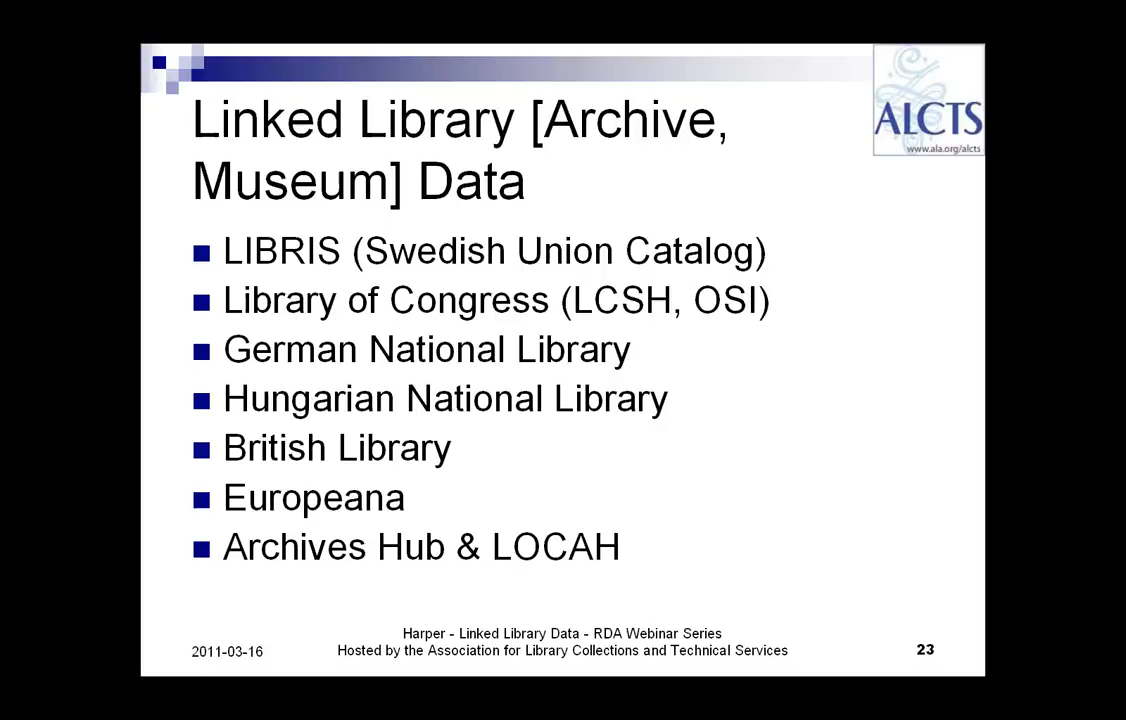 ALCTS
www.ala.org/alcts
Linked Library [Archive,
Museum] Data
LIBRIS (Swedish Union Catalog)
Library of Congress (LCSH, OSI)
German National Library
Hungarian National Library
British Library
Europeana
Archives Hub & LOCAH
2011-03-16
Harper - Linked Library Data - RDA Webinar Series
Hosted by the Association for Library Collections and Technical Services
23